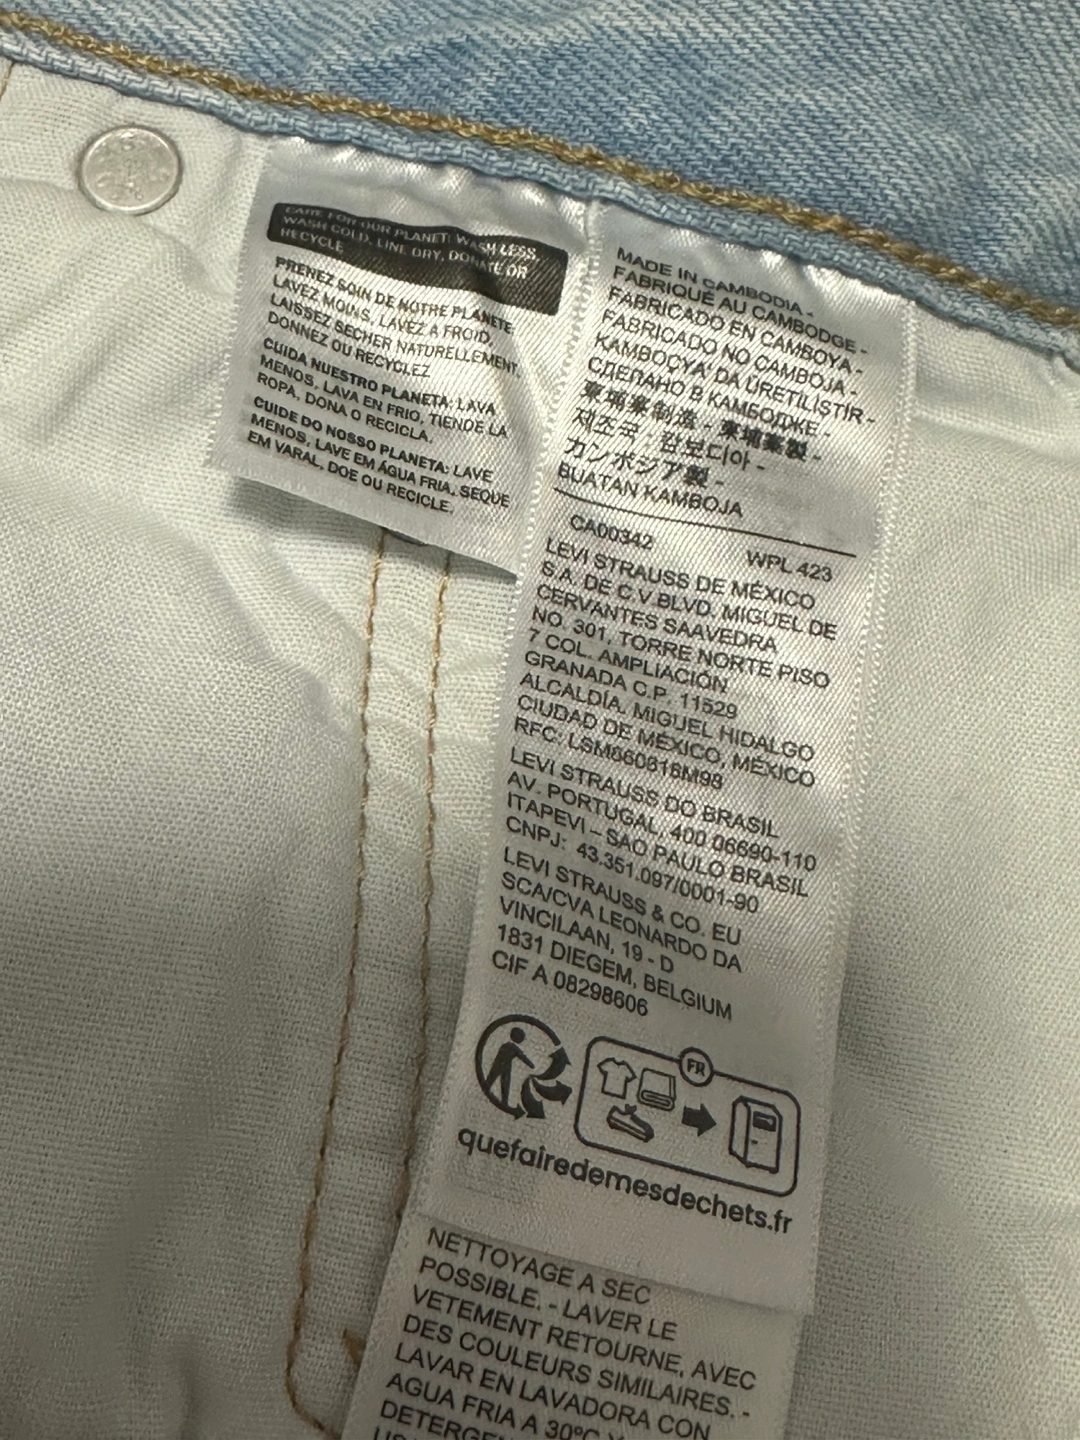 CARE FOR OUR PLANET: WASH LESS,
WASH COLD, LINE DRY, DONATE OR
RECYCLE
PRENEZ SOIN DE NOTRE PLANÈTE:
LAVEZ MOINS, LAVEZ A FROID,
LAISSEZ SÉCHER NATURELLEMENT,
DONNEZ OU RECYCLEZ
CUIDA NUESTRO PLANETA: LAVA
MENOS, LAVA EN FRIO, TIENDE LA
ROPA, DONA O RECICLA.
CUIDE DO NOSSO PLANETA: LAVE
MENOS, LAVE EM ÁGUA FRIA, SEQUE
EM VARAL, DOE OU RECICLE.
MADE IN CAMBODIA -
FABRIQUÉ AU CAMBODGE -
FABRICADO EN CAMBOYA -
FABRICADO NO CAMBOJA -
KAMBOÇYA' DA ÜRETILISTIR -
СДЕЛАНО В КАМБОДЖЕ -
柬埔寨制造 - 柬埔寨製 -
제조국 : 캄보디아 -
カンボジア製 -
BUATAN KAMBOJA
CA00342 WPL 423
LEVI STRAUSS DE MÉXICO
S.A. DE C.V.BLVD. MIGUEL DE
CERVANTES SAAVEDRA
NO. 301, TORRE NORTE PISO
7 COL. AMPLIACIÓN
GRANADA C.P. 11529
ALCALDÍA. MIGUEL HIDALGO
CIUDAD DE MÉXICO, MÉXICO
RFC: LSM860818M98
LEVI STRAUSS DO BRASIL
AV. PORTUGAL, 400 06690-110
ITAPEVI – SAO PAULO BRASIL
CNPJ: 43.351.097/0001-90
LEVI STRAUSS & CO. EU
SCA/CVA LEONARDO DA
VINCILAAN, 19 - D
1831 DIEGEM, BELGIUM
CIF A 08298606
FR
quefairedemesdechets.fr
NETTOYAGE A SEC
POSSIBLE. - LAVER LE
VETEMENT RETOURNE, AVEC
DES COULEURS SIMILAIRES. -
LAVAR EN LAVADORA CON
AGUA FRIA A 30ºC Y